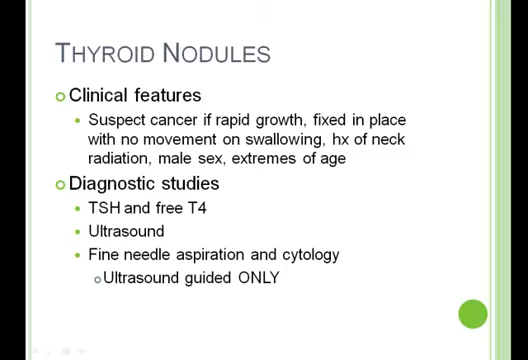 THYROID NODULES
Clinical features
Suspect cancer if rapid growth, fixed in place
with no movement on swallowing, hx of neck
radiation, male sex, extremes of age
Diagnostic studies
TSH and free T4
Ultrasound
Fine needle aspiration and cytology
Ultrasound guided ONLY